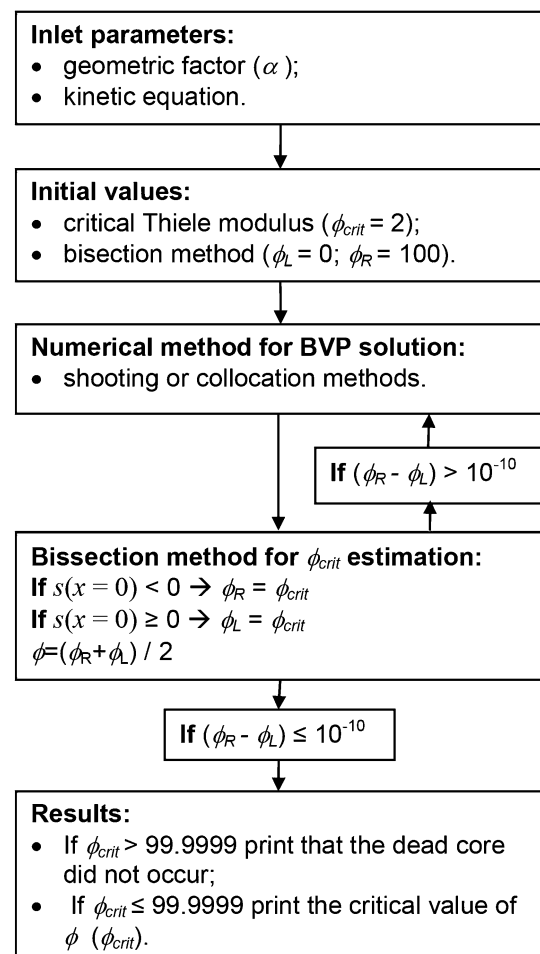 Inlet parameters:
• geometric factor (α );
• kinetic equation.
Initial values:
• critical Thiele modulus (ϕcrit = 2);
• bisection method (ϕL = 0; ϕR = 100).
Numerical method for BVP solution:
• shooting or collocation methods.
If (ϕR - ϕL) > 10-10
Bissection method for ϕcrit estimation:
If s(x = 0) < 0 → ϕR = ϕcrit
If s(x = 0) ≥ 0 → ϕL = ϕcrit
ϕ=(ϕR+ϕL) / 2
If (ϕR - ϕL) ≤ 10-10
Results:
• If ϕcrit > 99.9999 print that the dead core
did not occur;
• If ϕcrit ≤ 99.9999 print the critical value of
ϕ (ϕcrit).